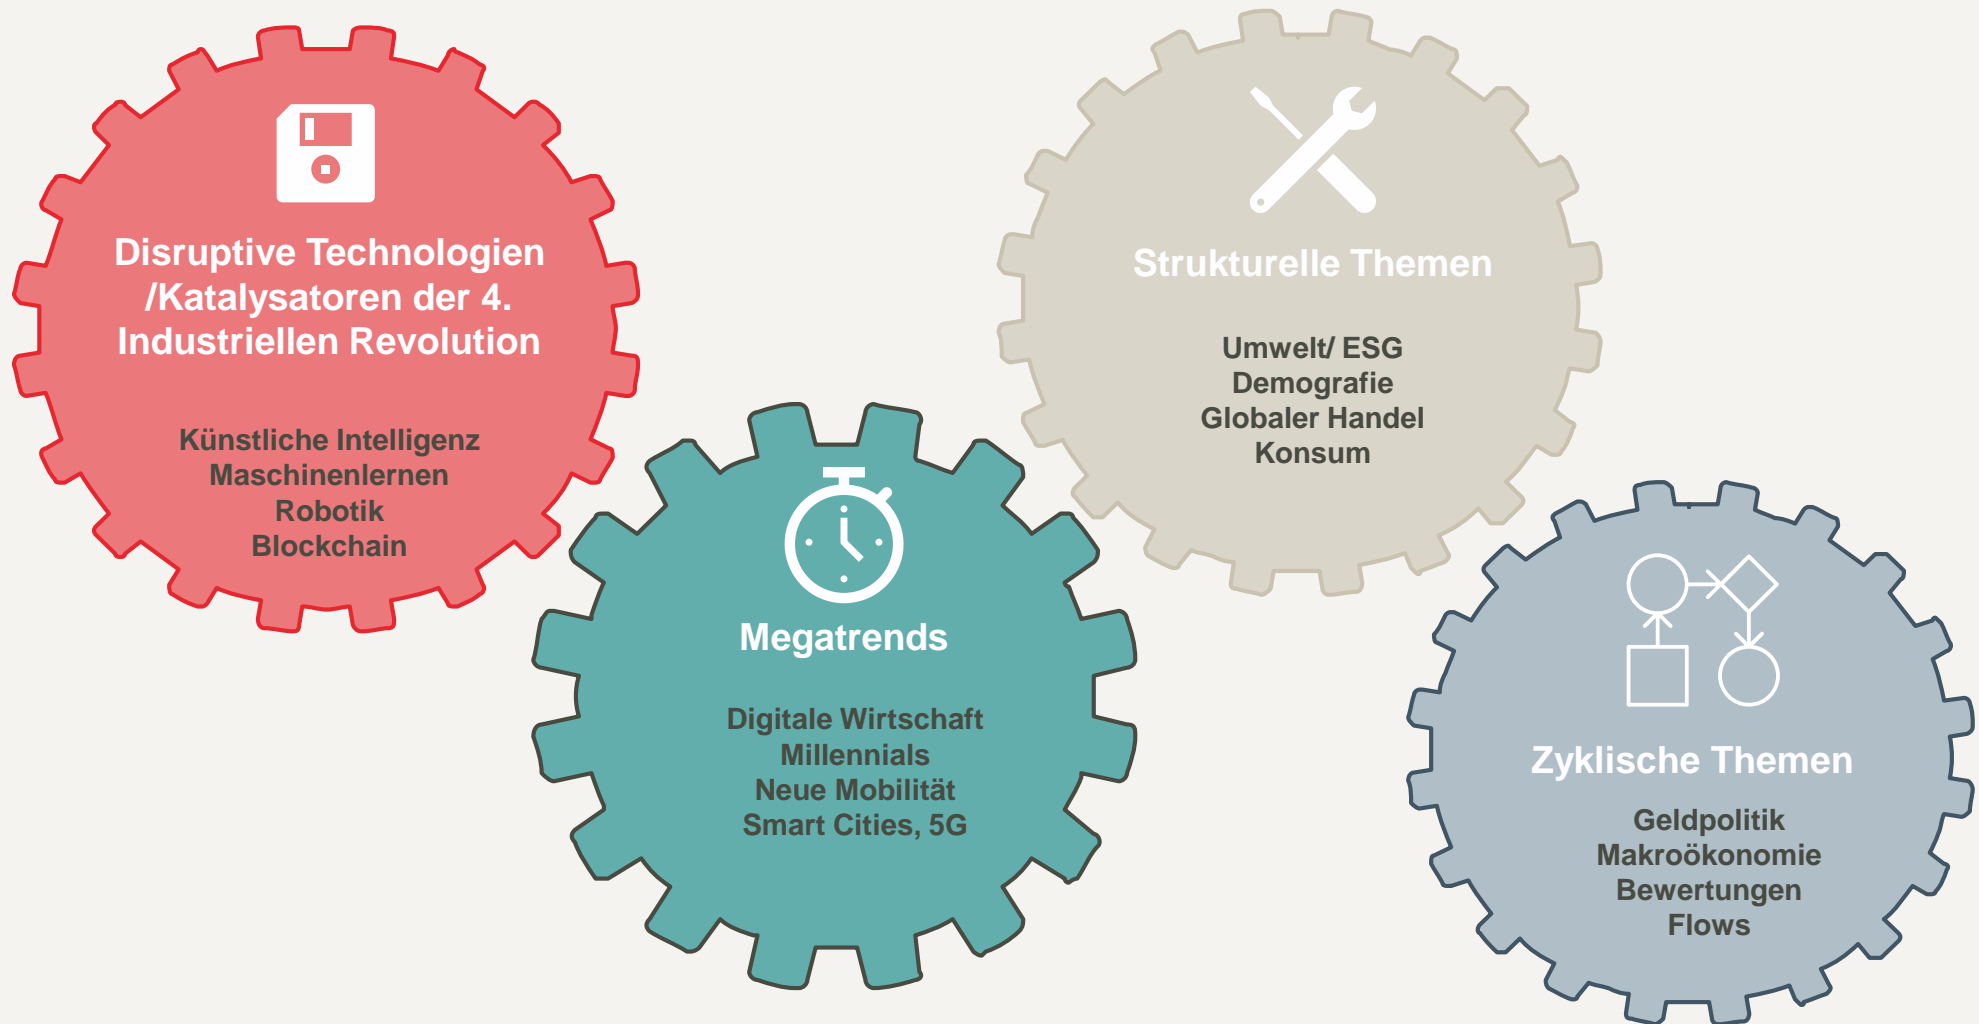 Disruptive Technologien
/Katalysatoren der 4.
Industriellen Revolution
Künstliche Intelligenz
Maschinenlernen
Robotik
Blockchain
Megatrends
Digitale Wirtschaft
Millennials
Neue Mobilität
Smart Cities, 5G
Strukturelle Themen
Umwelt/ ESG
Demografie
Globaler Handel
Konsum
Zyklische Themen
Geldpolitik
Makroökonomie
Bewertungen
Flows